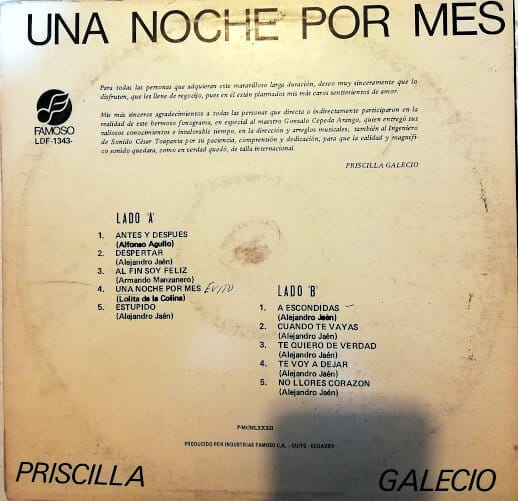 UNA NOCHE POR MES
Para todas las personas que adquieran este maravilloso larga duración, deseo muy sinceramente que lo
disfruten, que les llene de regocijo, pues en él están plasmados mis más caros sentimientos de amor.
Mis más sinceros agradecimientos a todas las personas que directa o indirectamente participaron en la
realidad de este hermoso fonograma, en especial al maestro Gonzalo Cepeda Arango, quien entregó sus
valiosos conocimientos e invalorable tiempo, en la dirección y arreglos musicales, también al Ingeniero
de Sonido César Toapanta por su paciencia, comprensión y dedicación, para que la calidad y magnífi-
co sonido quedara, como en verdad quedó, de talla internacional.
PRISCILLA GALECIO
FAMOSO
LDF-1343-
LADO 'A'
1. ANTES Y DESPUES
(Alfonso Agullo)
2. DESPERTAR
(Alejandro Jaén)
3. AL FIN SOY FELIZ
(Armando Manzanero)
4. UNA NOCHE POR MES ÉXITO
(Lolita de la Colina)
5. ESTUPIDO
(Alejandro Jaén)
LADO 'B'
1. A ESCONDIDAS
(Alejandro Jaén)
2. CUANDO TE VAYAS
(Alejandro Jaén)
3. TE QUIERO DE VERDAD
(Alejandro Jaén)
4. TE VOY A DEJAR
(Alejandro Jaén)
5. NO LLORES CORAZON
(Alejandro Jaén)
P-MCMLXXXII
PRODUCIDO POR INDUSTRIAS FAMOSO C.A. - QUITO - ECUADOR
PRISCILLA GALECIO